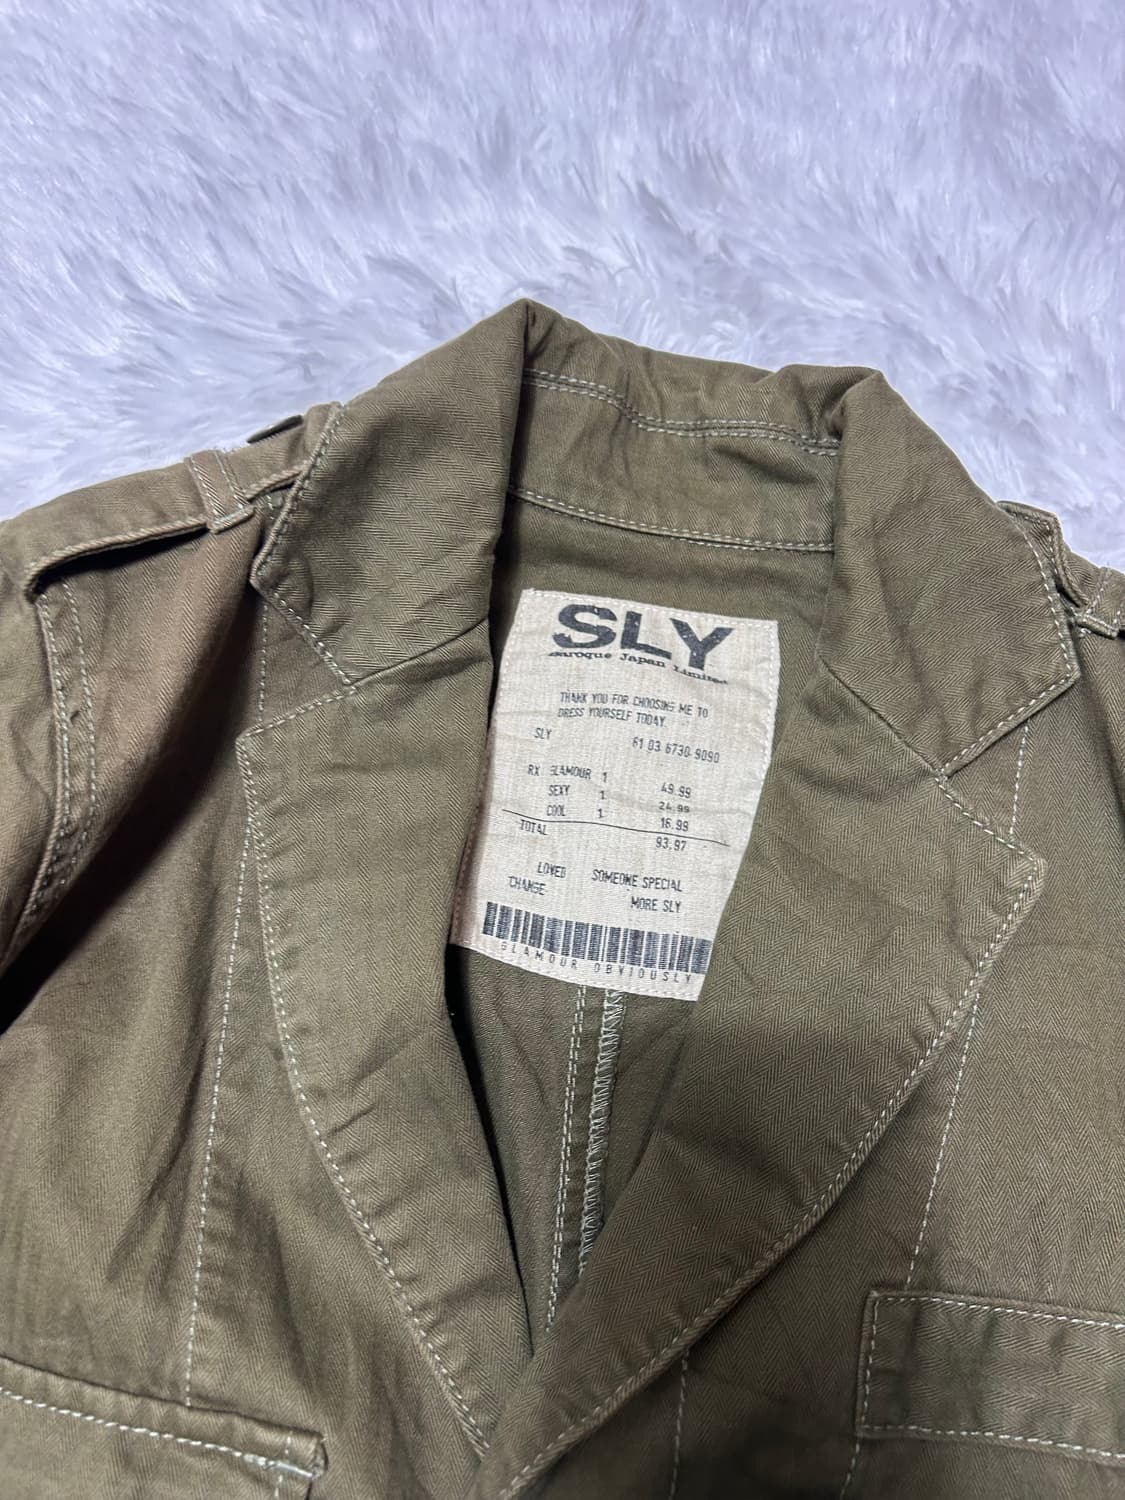 SLY
Baroque Japan Limited
THANK YOU FOR CHOOSING ME TO
DRESS YOURSELF TODAY
SLY 81 03 6730-9090
RX GLAMOUR 1 49.99
SEXY 1 24.99
COOL 1 16.99
TOTAL 93.97
LOVED SOMEONE SPECIAL
CHANGE MORE SLY
GLAMOUR OBVIOUSLY